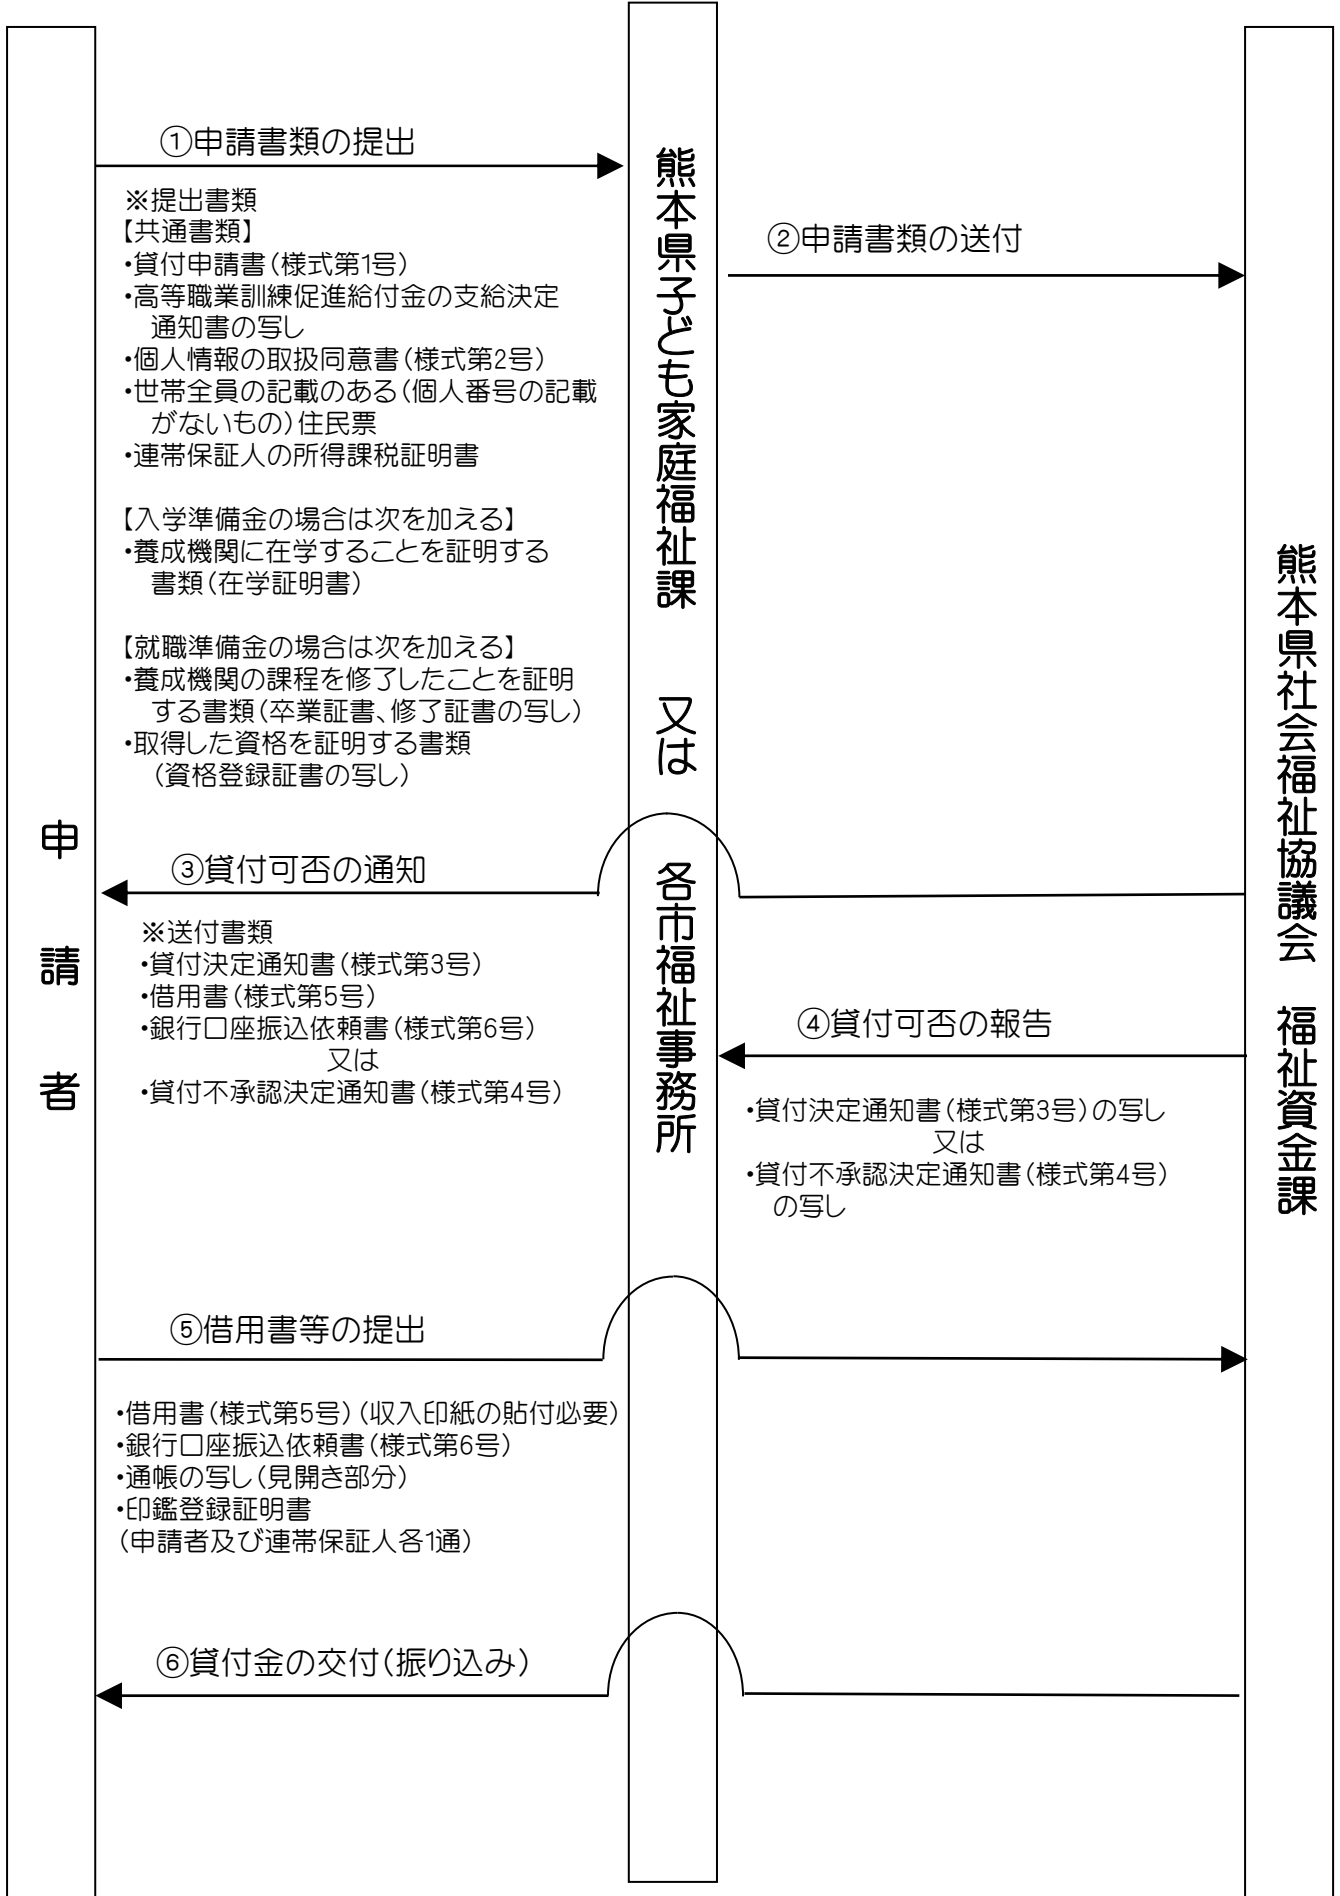 ①申請書類の提出
※提出書類
【共通書類】
・貸付申請書（様式第1号）
・高等職業訓練促進給付金の支給決定
通知書の写し
・個人情報の取扱同意書（様式第2号）
・世帯全員の記載のある（個人番号の記載
がないもの）住民票
・連帯保証人の所得課税証明書
【入学準備金の場合は次を加える】
・養成機関に在学することを証明する
書類（在学証明書）
【就職準備金の場合は次を加える】
・養成機関の課程を修了したことを証明
する書類（卒業証書、修了証書の写し）
・取得した資格を証明する書類
（資格登録証書の写し）
②申請書類の送付
③貸付可否の通知
※送付書類
・貸付決定通知書（様式第3号）
・借用書（様式第5号）
・銀行口座振込依頼書（様式第6号）
又は
・貸付不承認決定通知書（様式第4号）
④貸付可否の報告
・貸付決定通知書（様式第3号）の写し
又は
・貸付不承認決定通知書（様式第4号）
の写し
⑤借用書等の提出
・借用書（様式第5号）（収入印紙の貼付必要）
・銀行口座振込依頼書（様式第6号）
・通帳の写し（見開き部分）
・印鑑登録証明書
（申請者及び連帯保証人各1通）
⑥貸付金の交付（振り込み）
申請者
熊本県子ども家庭福祉課　又は　各市福祉事務所
熊本県社会福祉協議会　福祉資金課